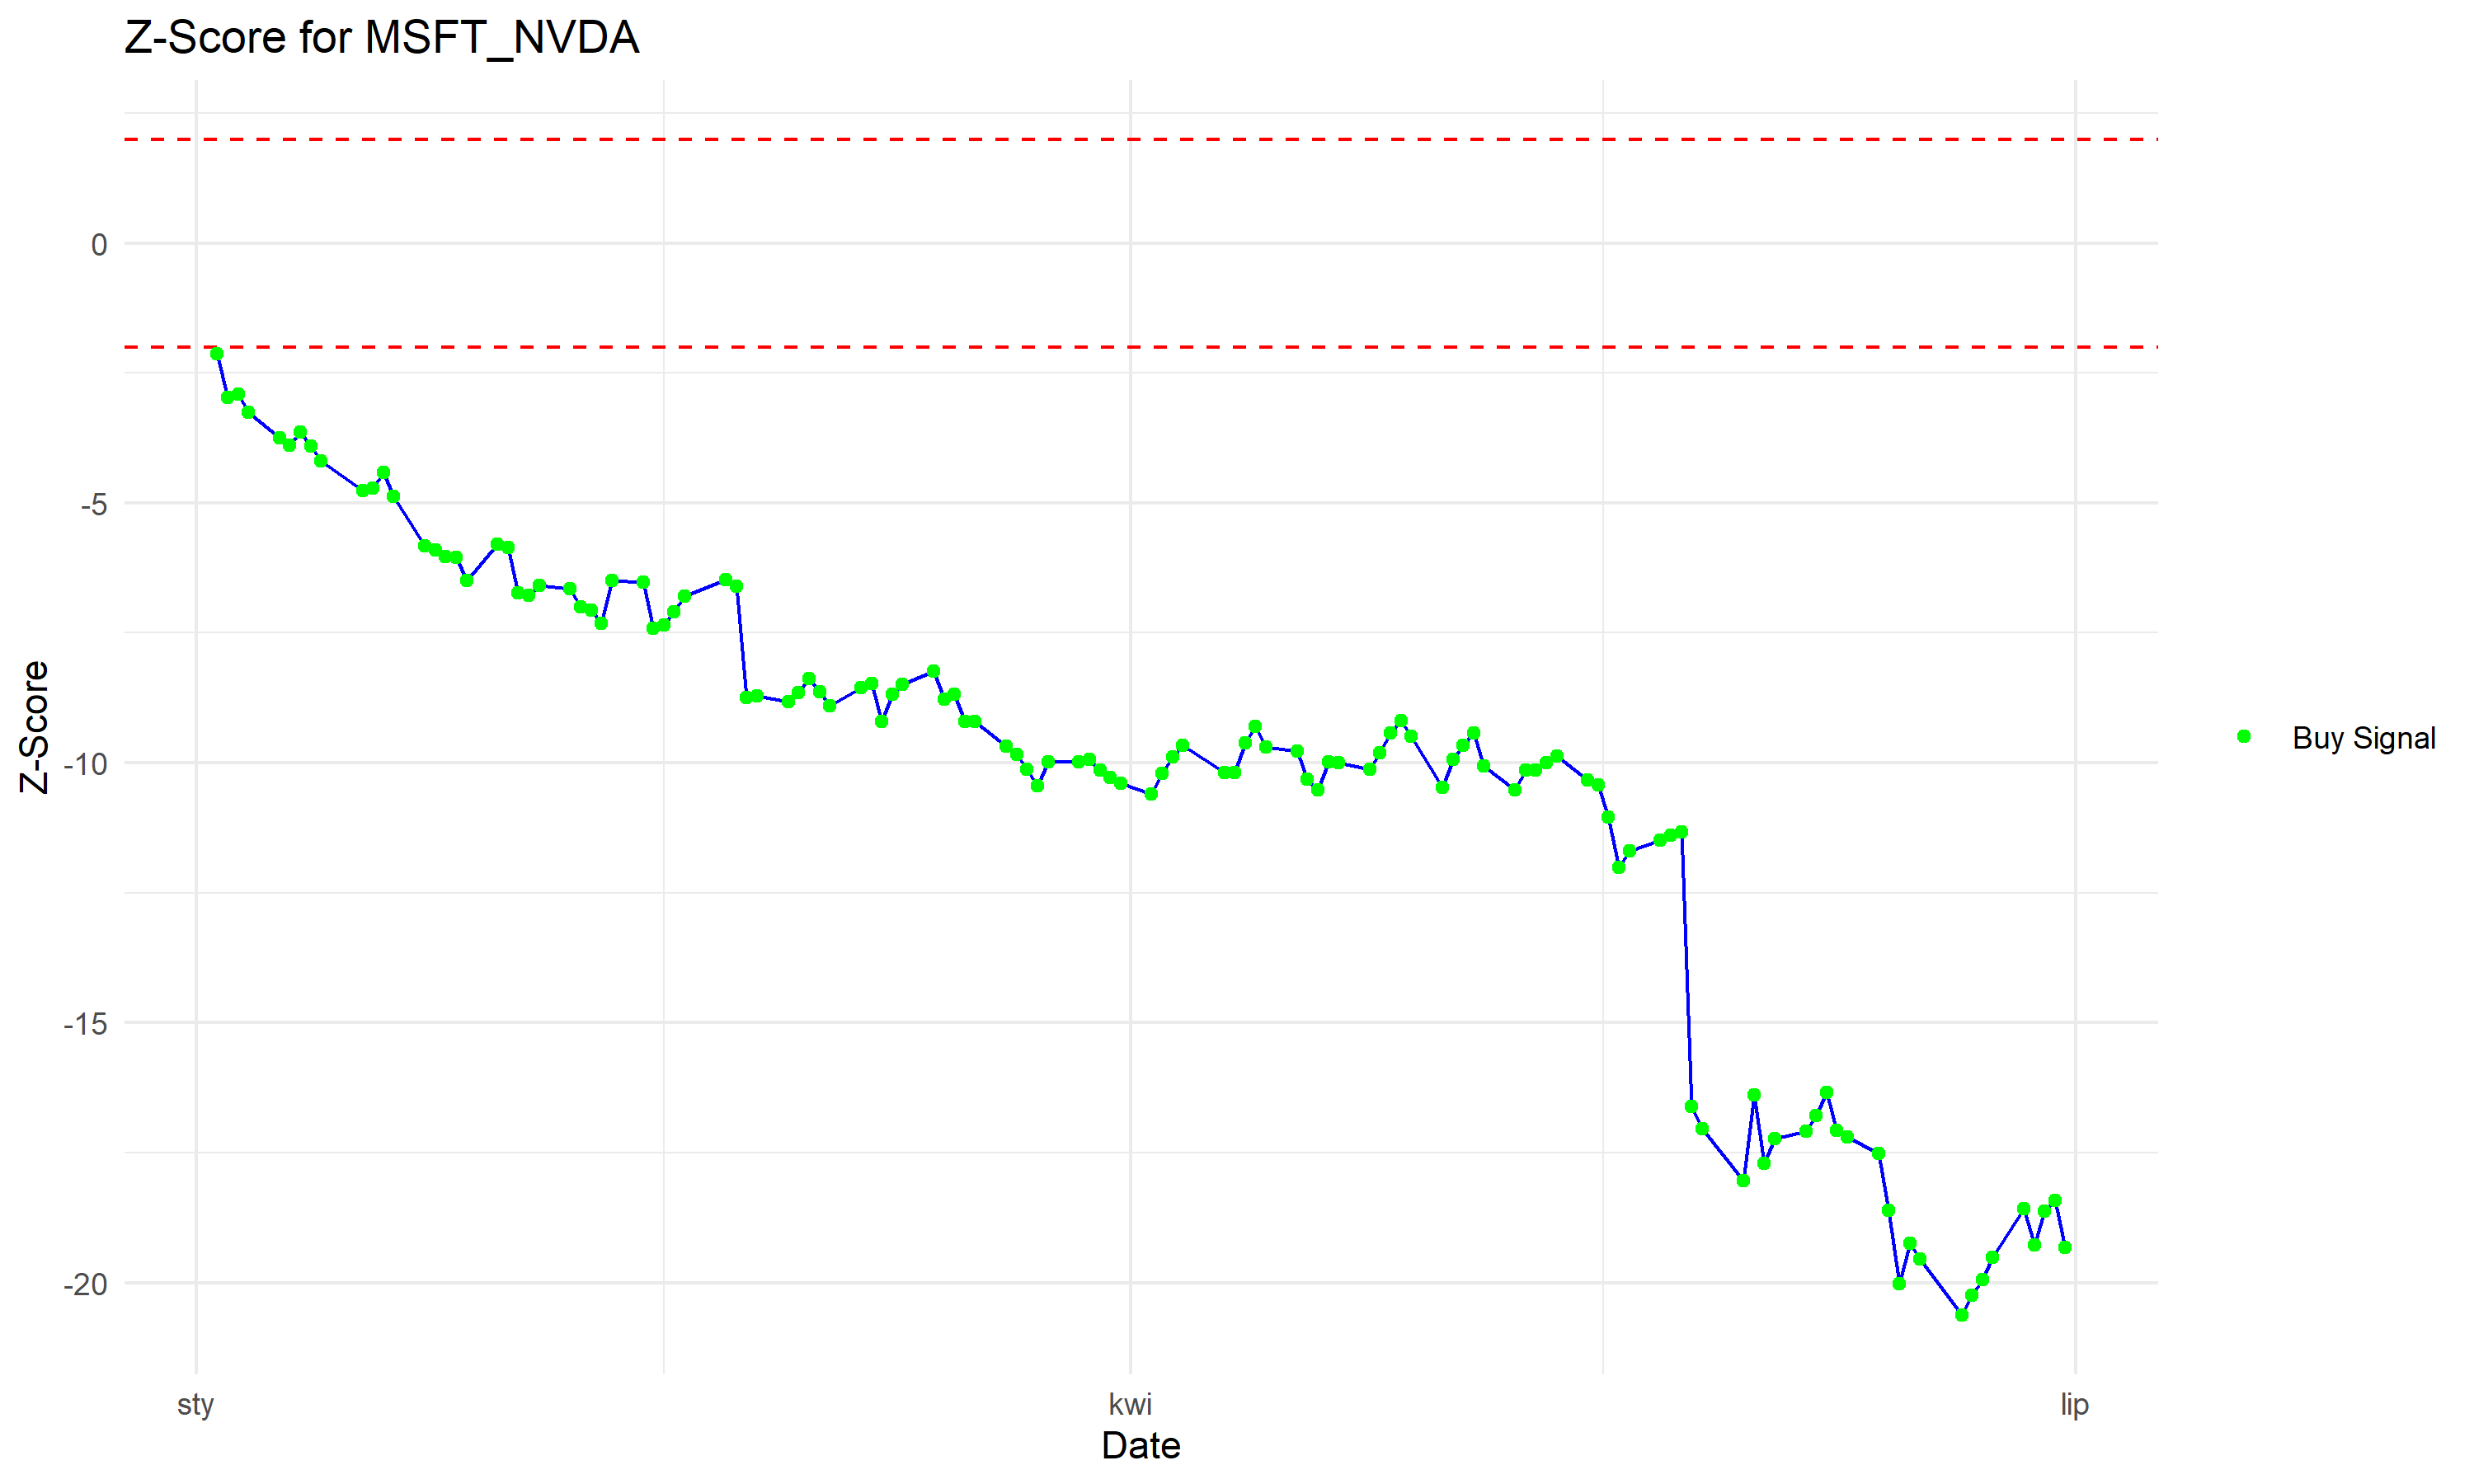 Z-Score for MSFT_NVDA
0
-5
-10
-15
-20
Z-Score
sty
kwi
lip
Date
Buy Signal